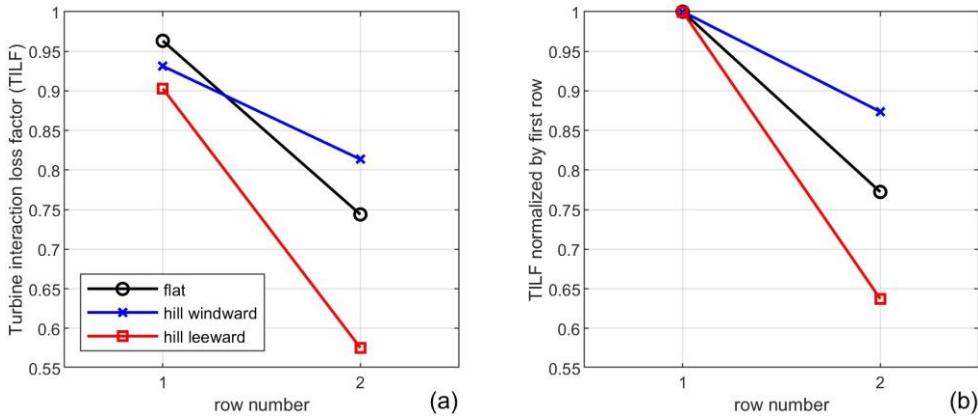 Turbine interaction loss factor (TILF)
1
0.95
0.9
0.85
0.8
0.75
0.7
0.65
0.6
0.55
flat
hill windward
hill leeward
1
2
row number
(a)
TILF normalized by first row
1
0.95
0.9
0.85
0.8
0.75
0.7
0.65
0.6
0.55
1
2
row number
(b)